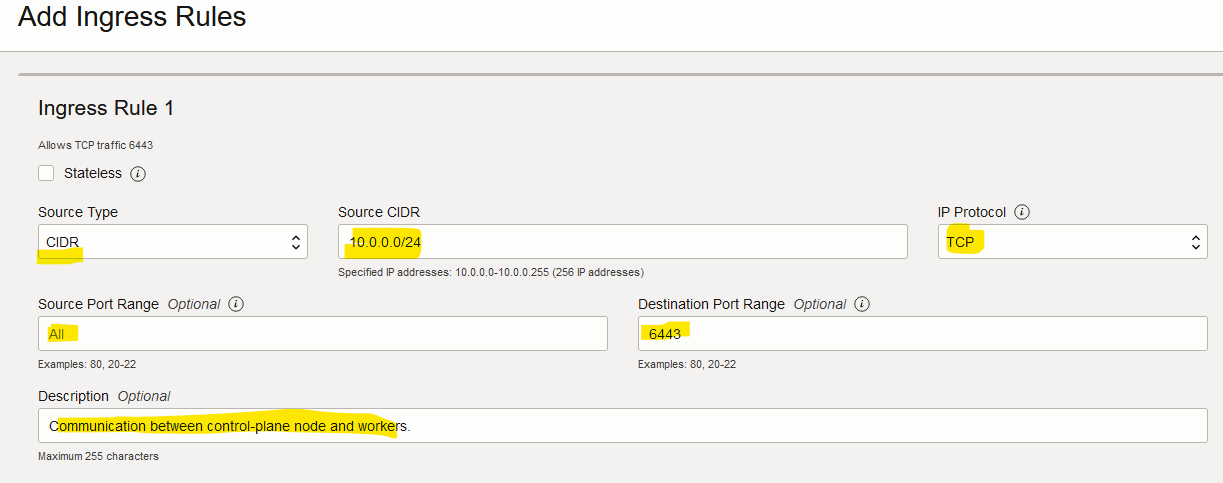 Add Ingress Rules
Ingress Rule 1
Allows TCP traffic 6443
Stateless i
Source Type
Source CIDR
IP Protocol i
CIDR
10.0.0.0/24
TCP
Specified IP addresses: 10.0.0.0-10.0.0.255 (256 IP addresses)
Source Port Range Optional i
Destination Port Range Optional i
All
6443
Examples: 80, 20-22
Examples: 80, 20-22
Description Optional
Communication between control-plane node and workers.
Maximum 255 characters